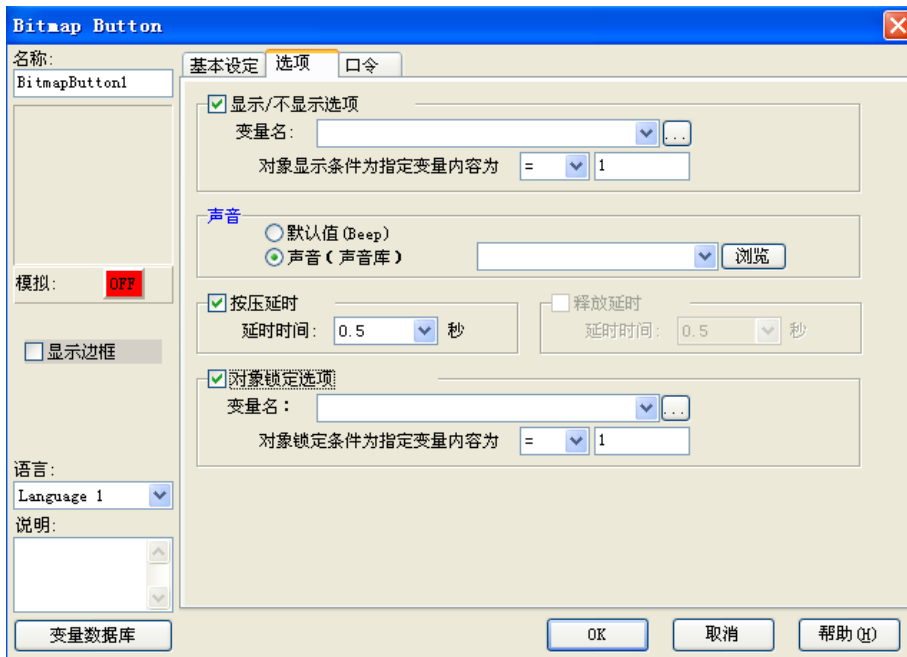 Bitmap Button
名称:
BitmapButton1
基本设定 选项 口令
显示/不显示选项
变量名:
...
对象显示条件为指定变量内容为 = 1
声音
默认值(Beep)
声音(声音库) 浏览
模拟: OFF
按压延时
延时时间: 0.5 秒
释放延时
延时时间: 0.5 秒
显示边框
对象锁定选项
变量名:
...
对象锁定条件为指定变量内容为 = 1
语言:
Language 1
说明:
变量数据库
OK 取消 帮助(H)